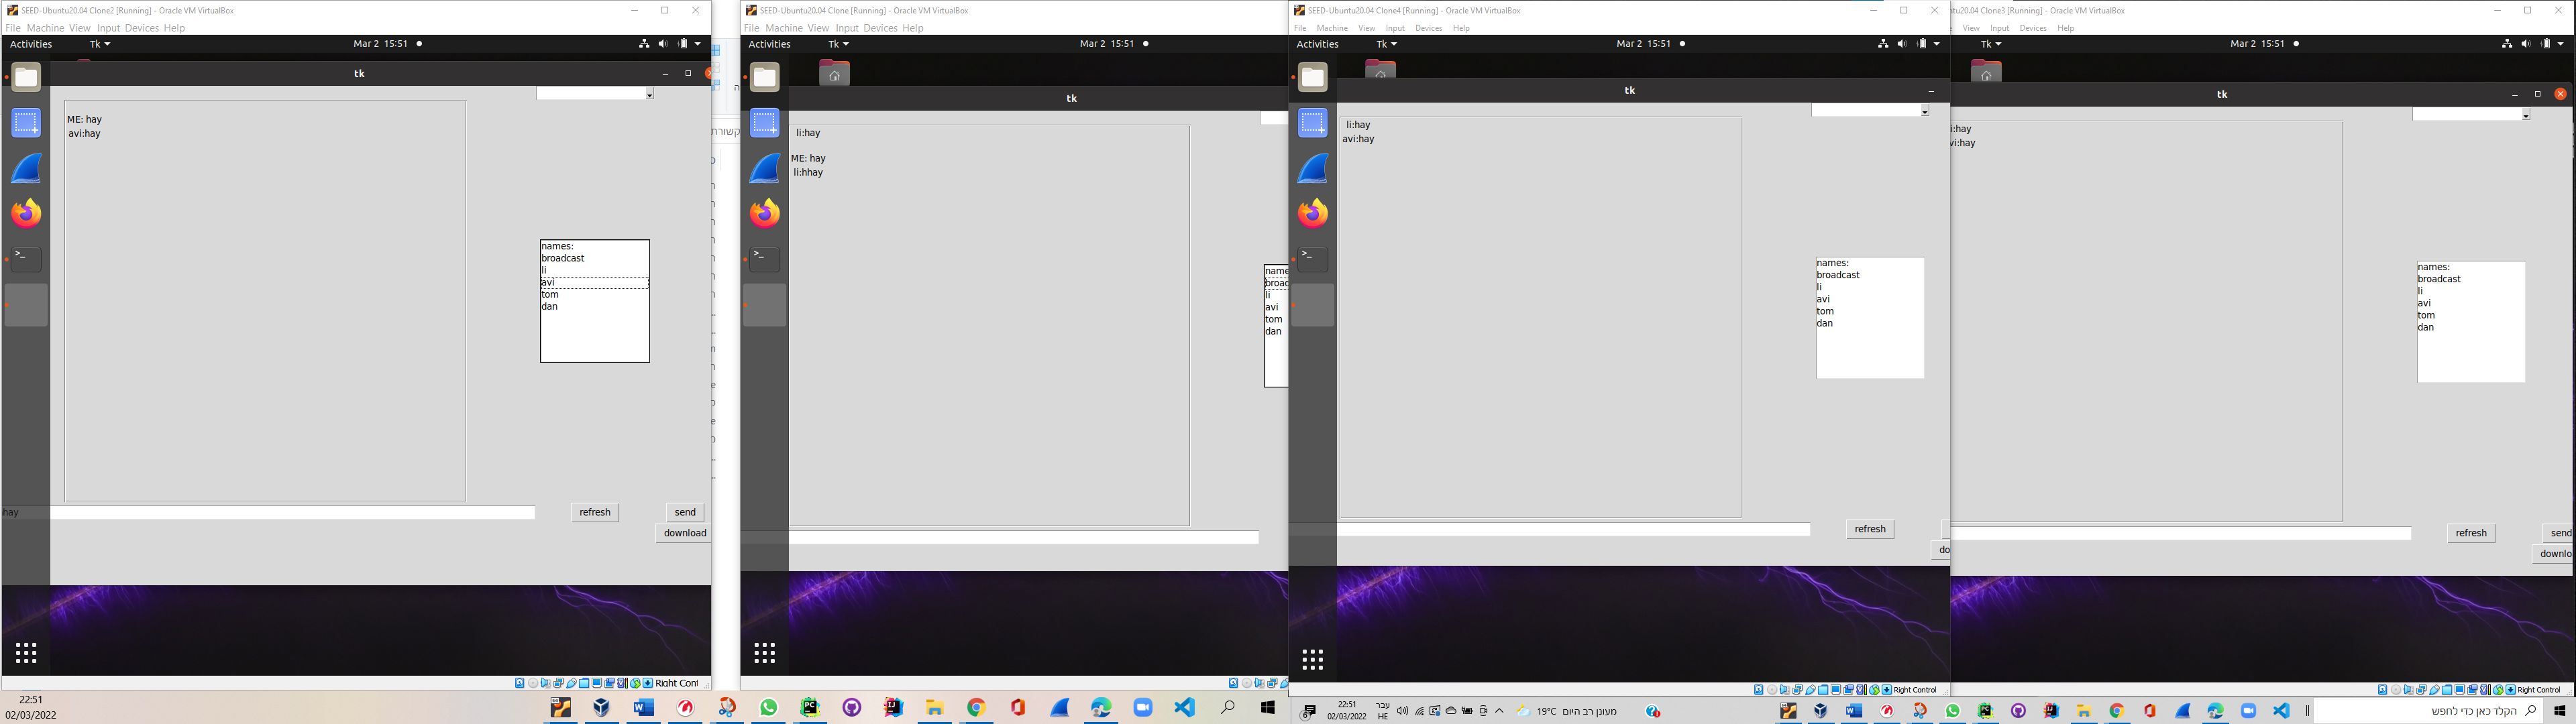 SEED-Ubuntu20.04 Clone2 [Running] - Oracle VM VirtualBox
File Machine View Input Devices Help
Activities Tk Mar 2 15:51
tk
ME: hay
avi:hay
names:
broadcast
li
avi
tom
dan
hay
refresh
send
download
Right Cont
SEED-Ubuntu20.04 Clone [Running] - Oracle VM VirtualBox
File Machine View Input Devices Help
Activities Tk Mar 2 15:51
tk
li:hay
ME: hay
li:hhay
name
broad
li
avi
tom
dan
SEED-Ubuntu20.04 Clone4 [Running] - Oracle VM VirtualBox
File Machine View Input Devices Help
Activities Tk Mar 2 15:51
tk
li:hay
avi:hay
names:
broadcast
li
avi
tom
dan
refresh
do
Right Control
ntu20.04 Clone3 [Running] - Oracle VM VirtualBox
View Input Devices Help
Tk Mar 2 15:51
tk
li:hay
vi:hay
names:
broadcast
li
avi
tom
dan
refresh
send
downlo
Right Control
22:51
02/03/2022
22:51
02/03/2022
עבר
HE
19°C מעונן רב היום
הקלד כאן כדי לחפש